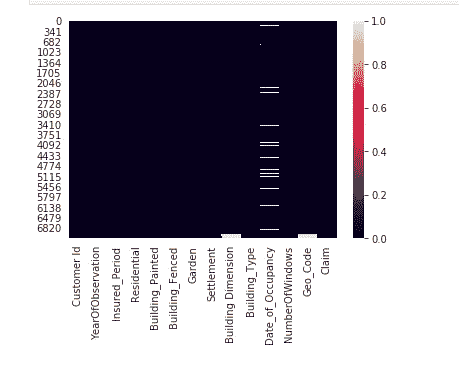 0
341
682
1023
1364
1705
2046
2387
2728
3069
3410
3751
4092
4433
4774
5115
5456
5797
6138
6479
6820
1.0
0.8
0.6
0.4
0.2
0.0
Customer Id
YearOfObservation
Insured_Period
Residential
Building_Painted
Building_Fenced
Garden
Settlement
Building Dimension
Building_Type
Date_of_Occupancy
NumberOfWindows
Geo_Code
Claim